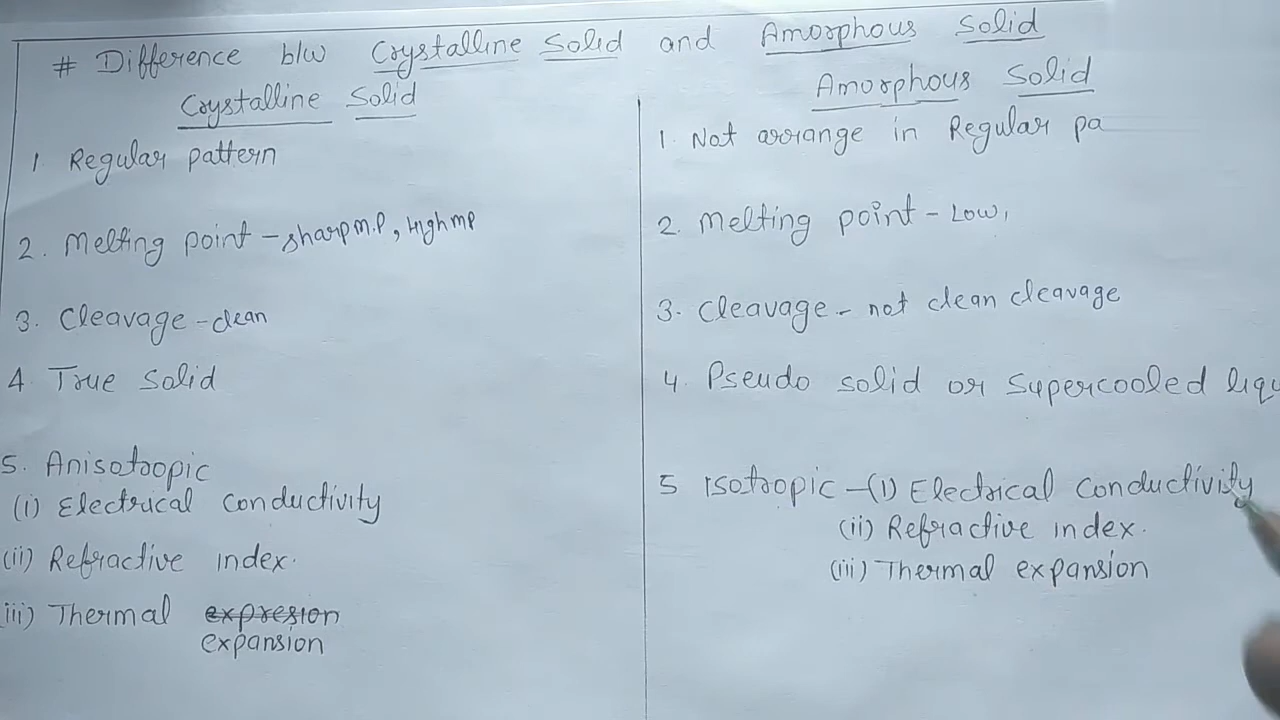 # Difference b/w Crystalline Solid and Amorphous Solid
Crystalline Solid
1 Regular pattern
2. Melting point - sharp m.p, High mp
3. Cleavage - clean
4 True Solid
5. Anisotropic
(i) Electrical conductivity
(ii) Refractive index.
(iii) Thermal expresion
expansion
Amorphous Solid
1. Not arrange in Regular pa
2. Melting point - Low,
3. Cleavage - not clean cleavage
4. Pseudo solid or Supercooled liqu
5 Isotropic - (i) Electrical Conductivity
(ii) Refractive index.
(iii) Thermal expansion